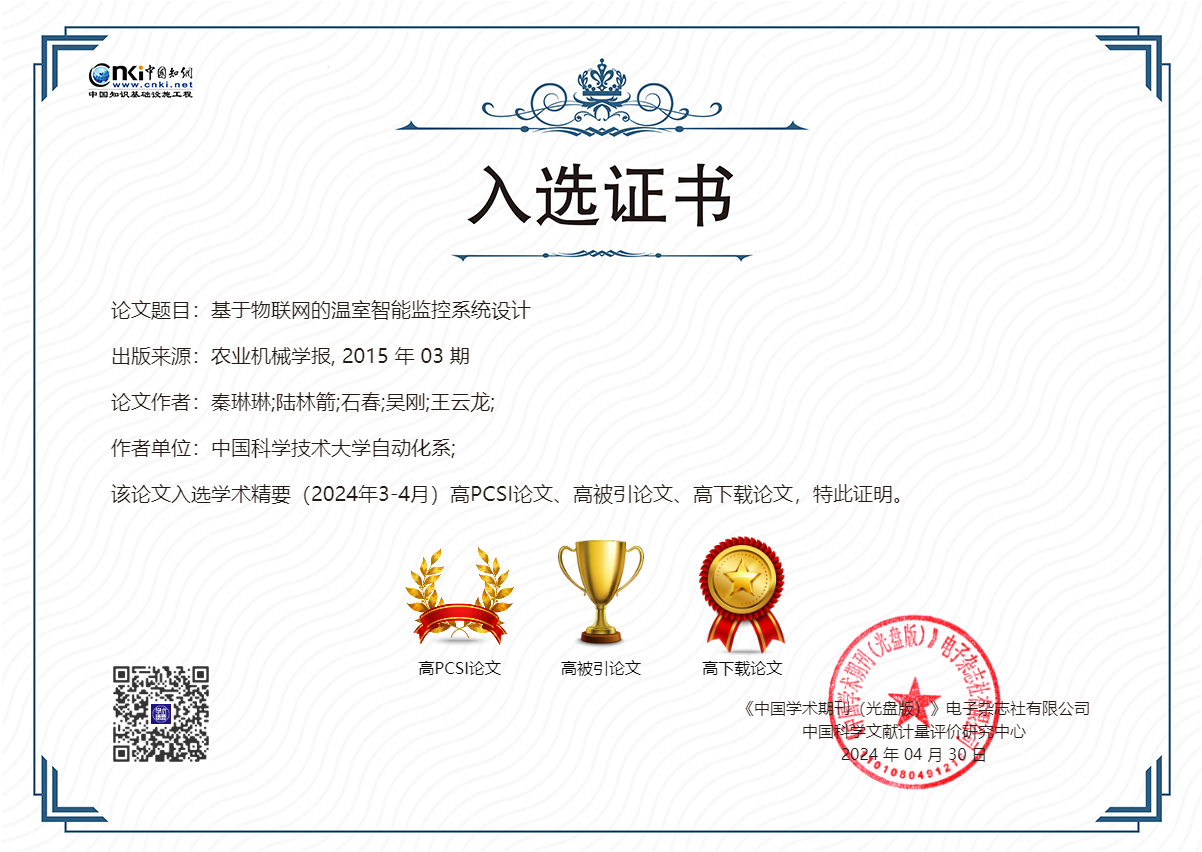 cnki中国知网
www.cnki.net
中国知识基础设施工程
入选证书
论文题目：基于物联网的温室智能监控系统设计
出版来源：农业机械学报, 2015 年 03 期
论文作者：秦琳琳;陆林箭;石春;吴刚;王云龙;
作者单位：中国科学技术大学自动化系;
该论文入选学术精要（2024年3-4月）高PCSI论文、高被引论文、高下载论文，特此证明。
高PCSI论文
高被引论文
高下载论文
《中国学术期刊（光盘版）》电子杂志社有限公司
中国科学文献计量评价研究中心
2024 年 04 月 30 日
《中国学术期刊（光盘版）》电子杂志社有限公司